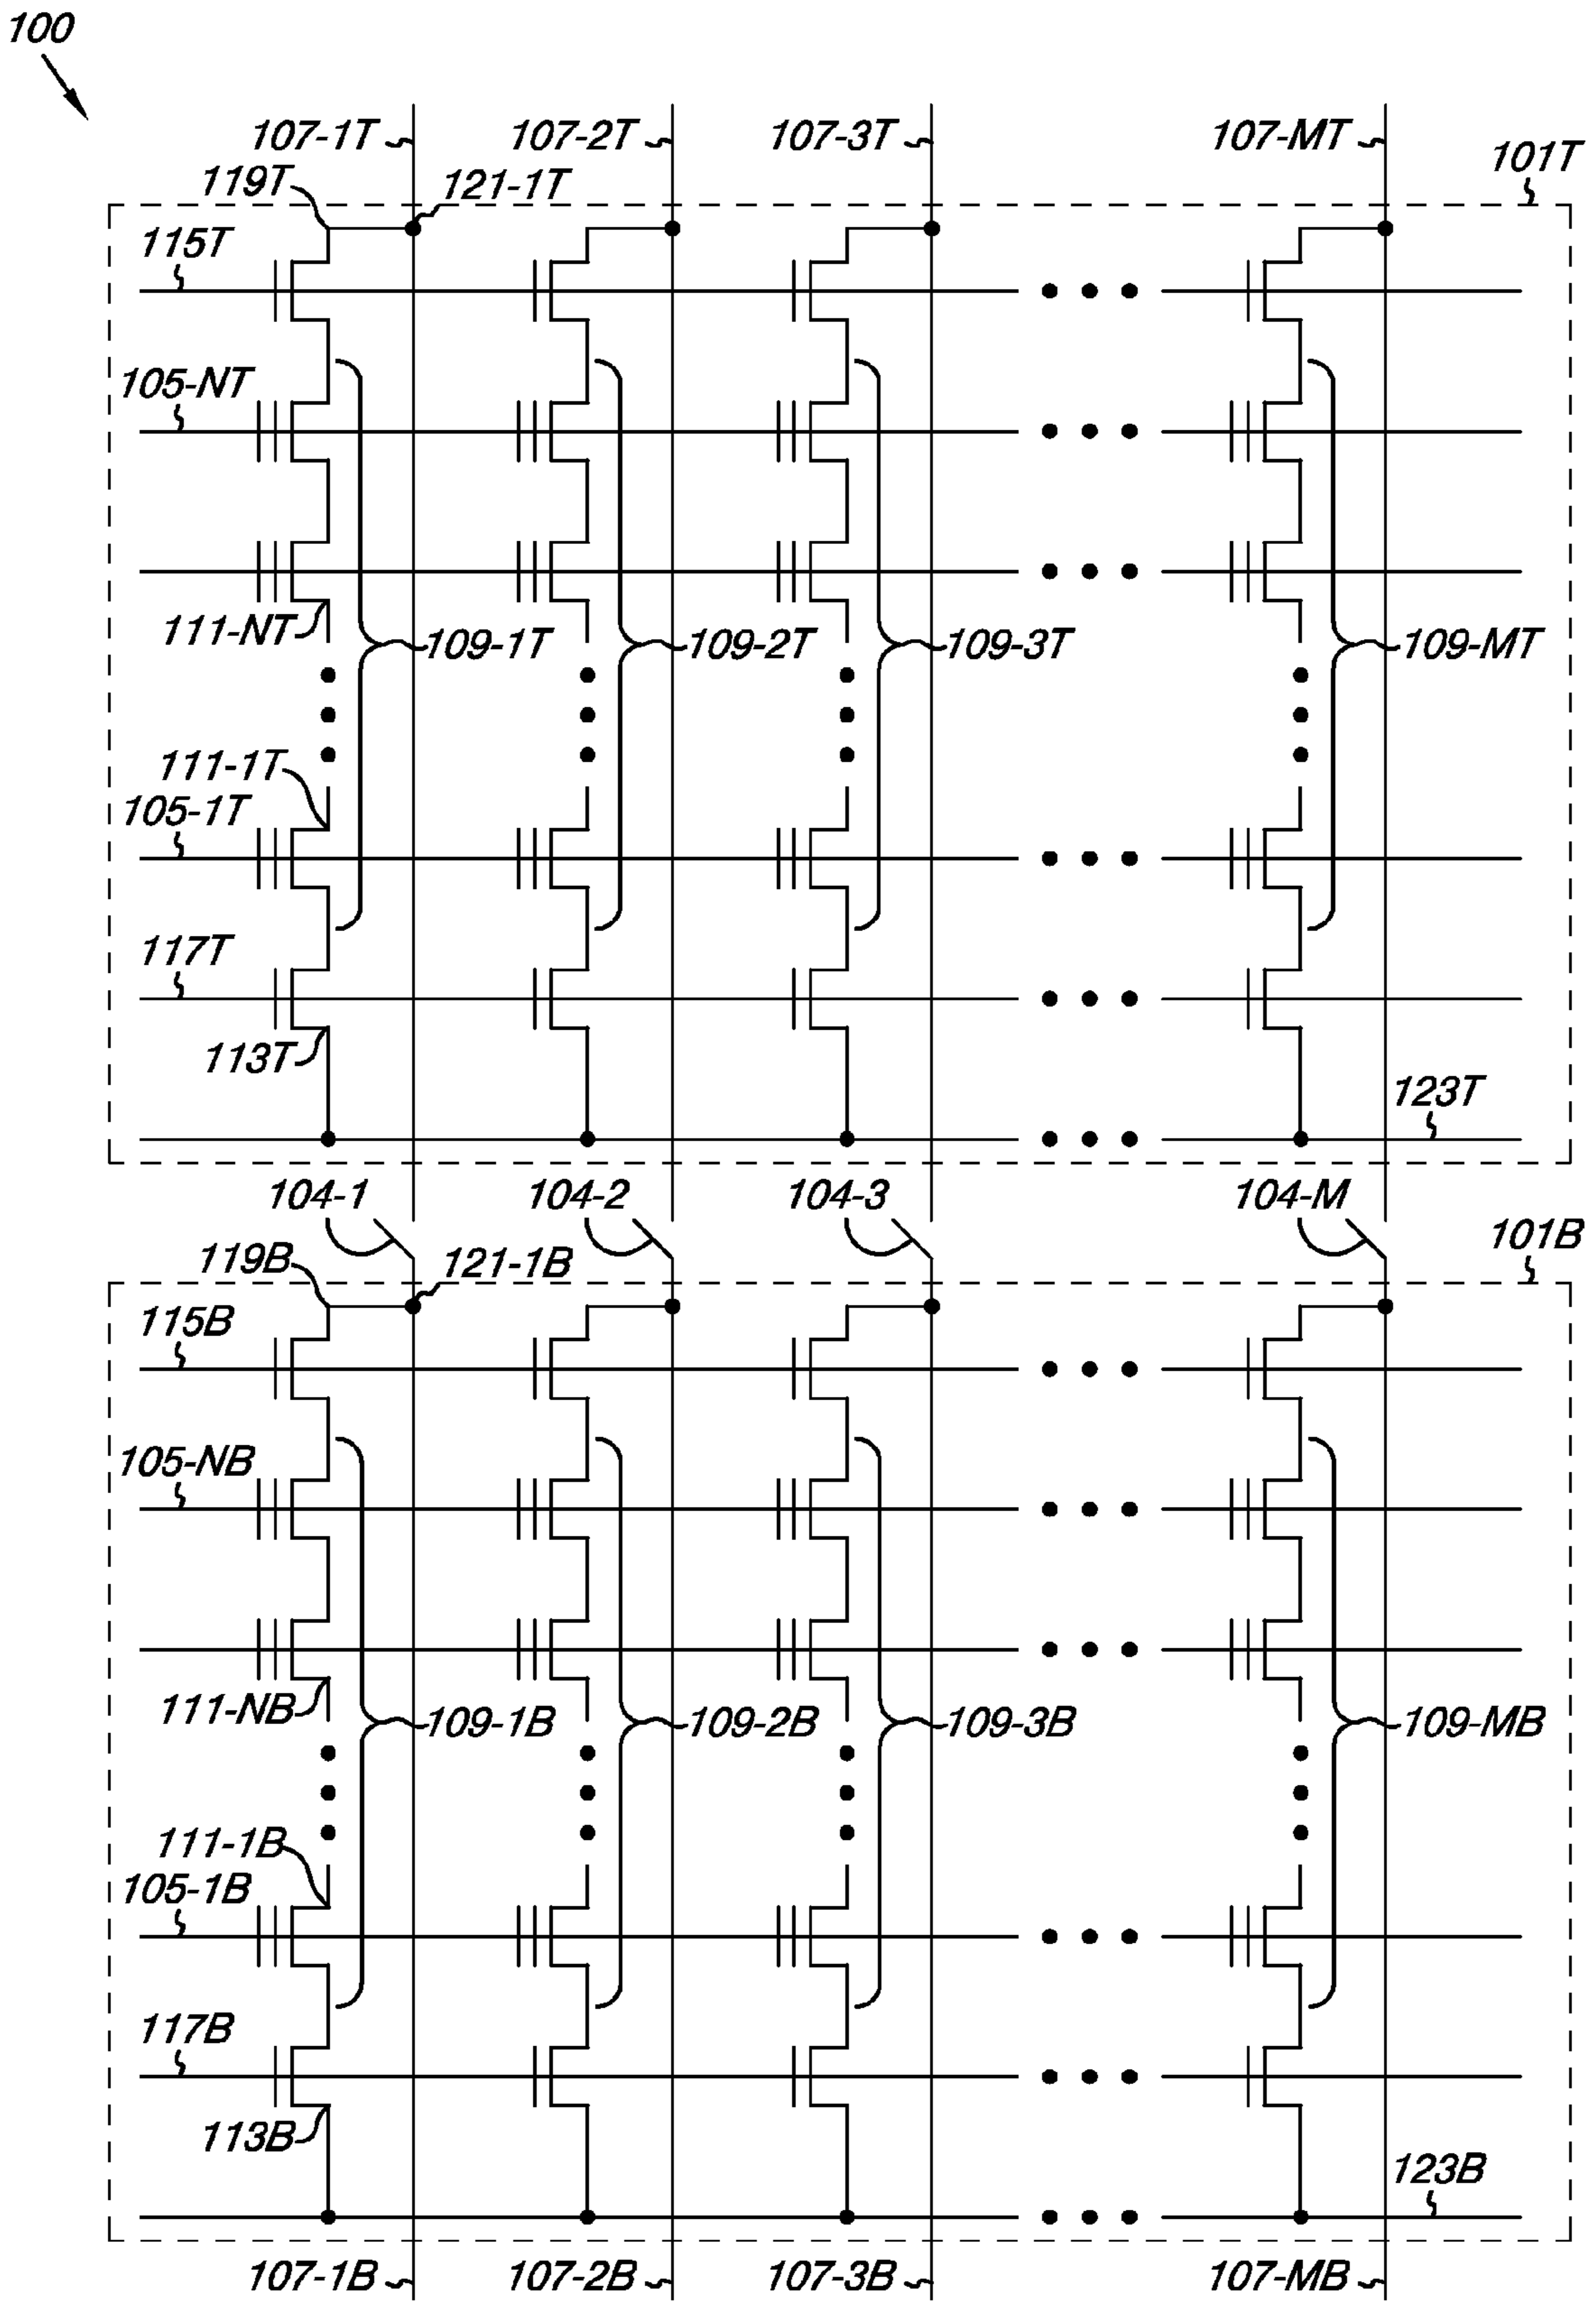 100
107-1T 107-2T 107-3T 107-MT
101T
119T 121-1T
115T
105-NT
111-NT 109-1T 109-2T 109-3T 109-MT
111-1T
105-1T
117T
113T
123T
104-1 104-2 104-3 104-M
101B
119B 121-1B
115B
105-NB
111-NB 109-1B 109-2B 109-3B 109-MB
111-1B
105-1B
117B
113B
123B
107-1B 107-2B 107-3B 107-MB